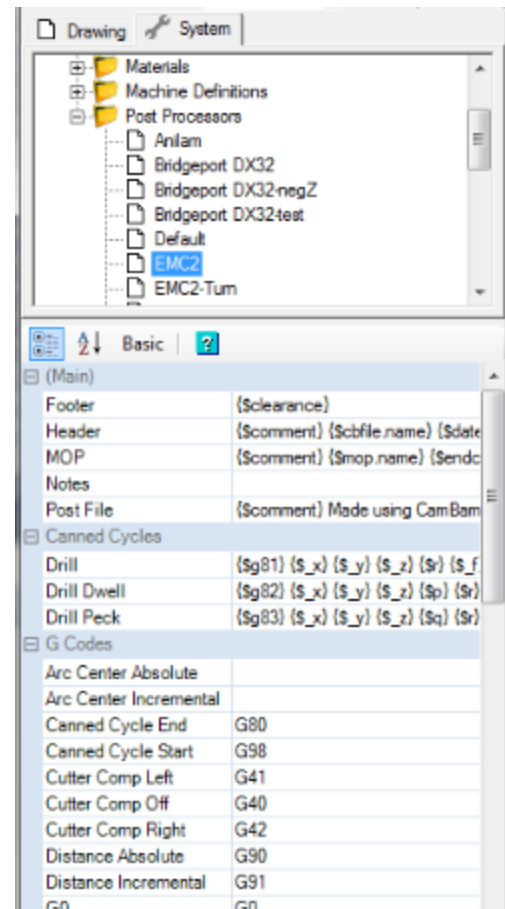 Drawing System
Materials
Machine Definitions
Post Processors
Anilam
Bridgeport DX32
Bridgeport DX32-negZ
Bridgeport DX32-test
Default
EMC2
EMC2-Turn
Basic
(Main)
Footer {$clearance}
Header {$comment} {$cbfile.name} {$date
MOP {$comment} {$mop.name} {$endc
Notes
Post File {$comment} Made using CamBam
Canned Cycles
Drill {$g81} {$_x} {$_y} {$_z} {$r} {$_f
Drill Dwell {$g82} {$_x} {$_y} {$_z} {$p} {$r}
Drill Peck {$g83} {$_x} {$_y} {$_z} {$q} {$r}
G Codes
Arc Center Absolute
Arc Center Incremental
Canned Cycle End G80
Canned Cycle Start G98
Cutter Comp Left G41
Cutter Comp Off G40
Cutter Comp Right G42
Distance Absolute G90
Distance Incremental G91
G0 G0